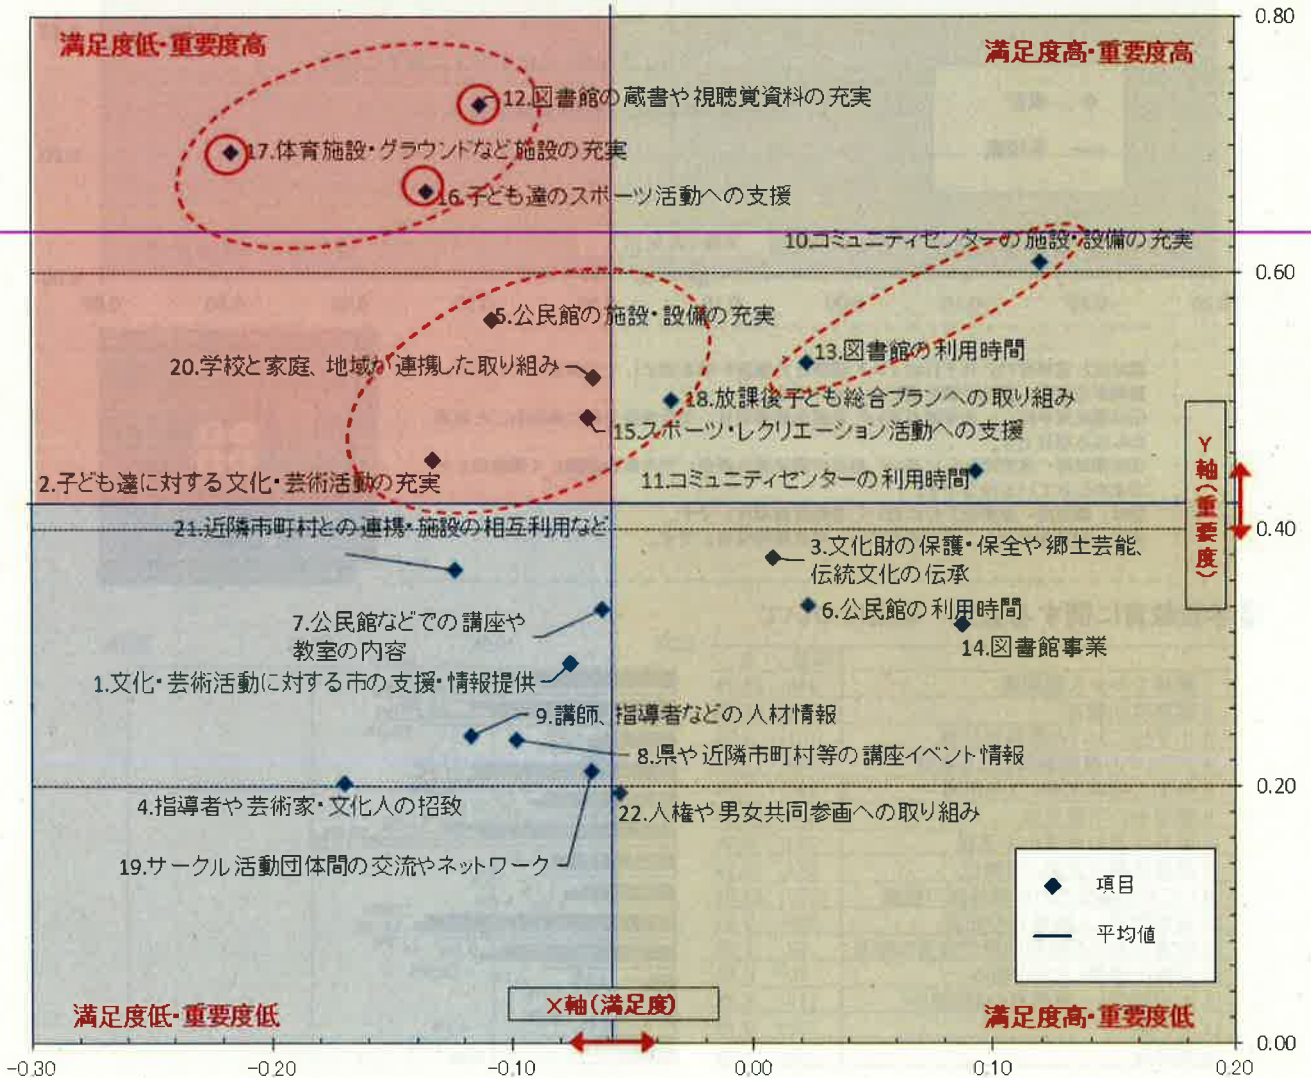 0.80
満足度低・重要度高
満足度高・重要度高
12.図書館の蔵書や視聴覚資料の充実
17.体育施設・グラウンドなど施設の充実
16.子ども達のスポーツ活動への支援
10.コミュニティセンターの施設・設備の充実
0.60
5.公民館の施設・設備の充実
13.図書館の利用時間
20.学校と家庭、地域が連携した取り組み
18.放課後子ども総合プランへの取り組み
15.スポーツ・レクリエーション活動への支援
Y軸(重要度)
11.コミュニティセンターの利用時間
2.子ども達に対する文化・芸術活動の充実
21.近隣市町村との連携・施設の相互利用など
0.40
3.文化財の保護・保全や郷土芸能、
伝統文化の伝承
6.公民館の利用時間
7.公民館などでの講座や
教室の内容
14.図書館事業
1.文化・芸術活動に対する市の支援・情報提供
9.講師、指導者などの人材情報
8.県や近隣市町村等の講座イベント情報
0.20
4.指導者や芸術家・文化人の招致
22.人権や男女共同参画への取り組み
19.サークル活動団体間の交流やネットワーク
項目
平均値
満足度低・重要度低
X軸(満足度)
満足度高・重要度低
0.00
-0.30
-0.20
-0.10
0.00
0.10
0.20